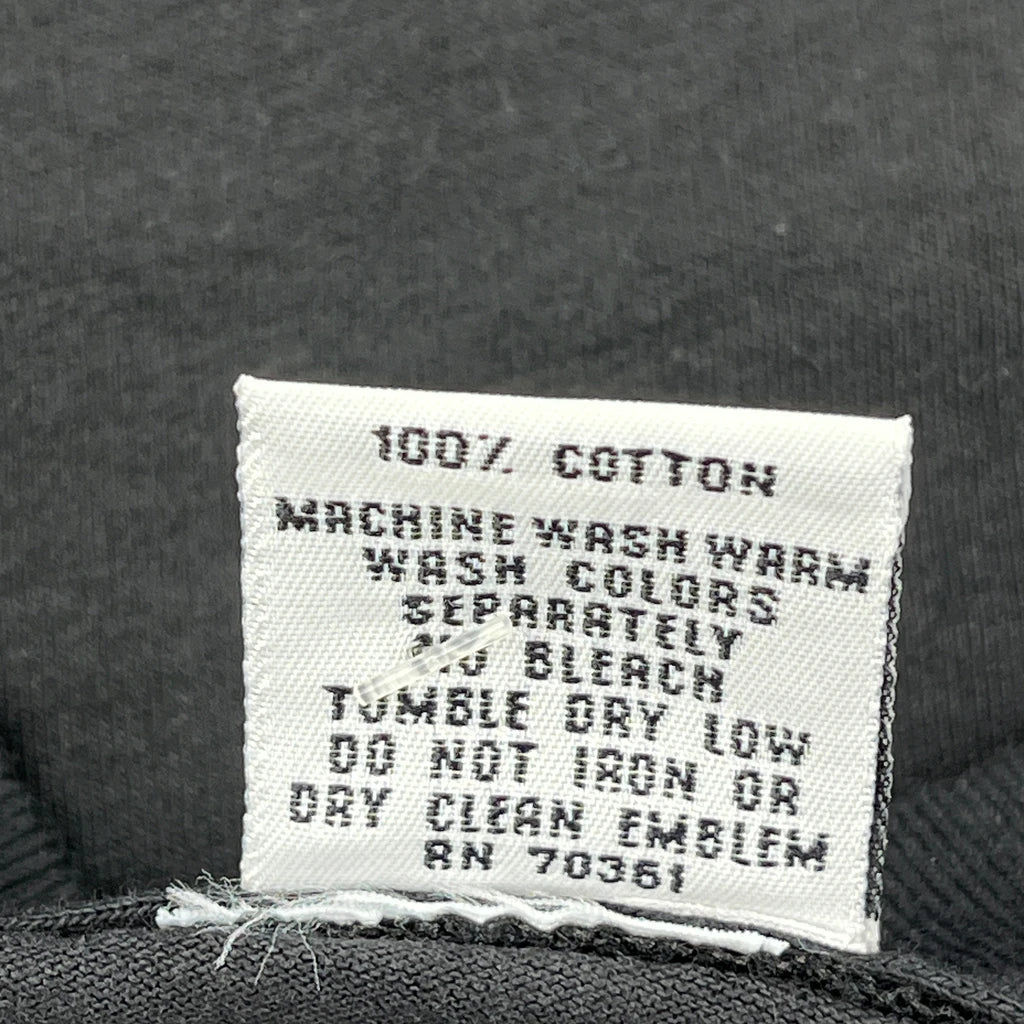 100% COTTON
MACHINE WASH WARM
WASH COLORS
SEPARATELY
NO BLEACH
TUMBLE DRY LOW
DO NOT IRON OR
DRY CLEAN EMBLEM
RN 70361